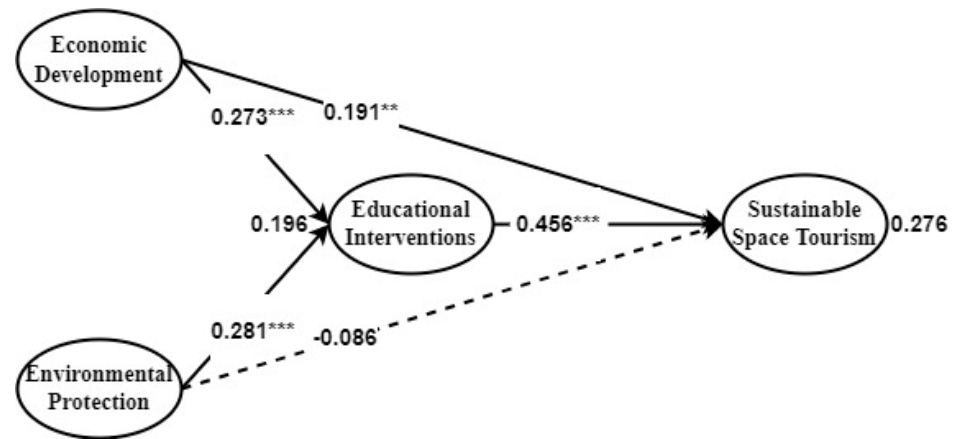 Economic
Development
0.273***
0.191**
0.196
Educational
Interventions
0.456***
Sustainable
Space Tourism
0.276
0.281***
-0.086
Environmental
Protection